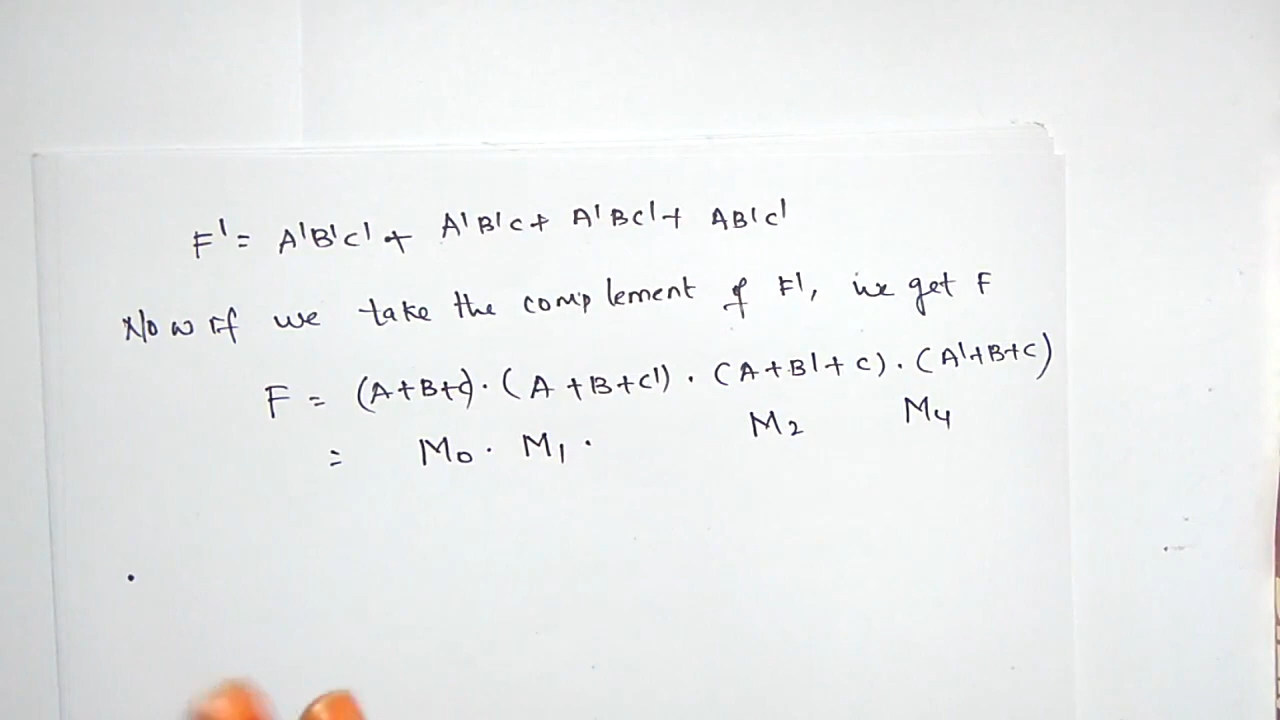 F' = A'B'C' + A'B'C + A'BC' + AB'C'
Now if we take the complement of F', we get F
F = (A+B+C) . (A+B+C') . (A+B'+C) . (A'+B+C)
= M0 . M1 . M2 M4